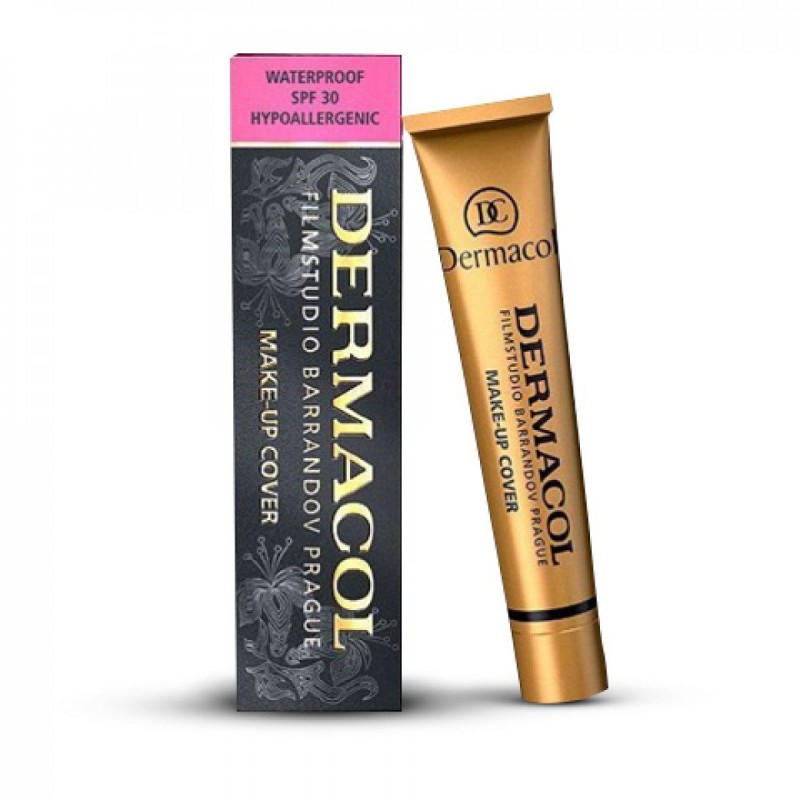 WATERPROOF
SPF 30
HYPOALLERGENIC
DERMACOL
FILMSTUDIO BARRANDOV PRAGUE
MAKE-UP COVER
DC
Dermacol
DERMACOL
FILMSTUDIO BARRANDOV PRAGUE
MAKE-UP COVER